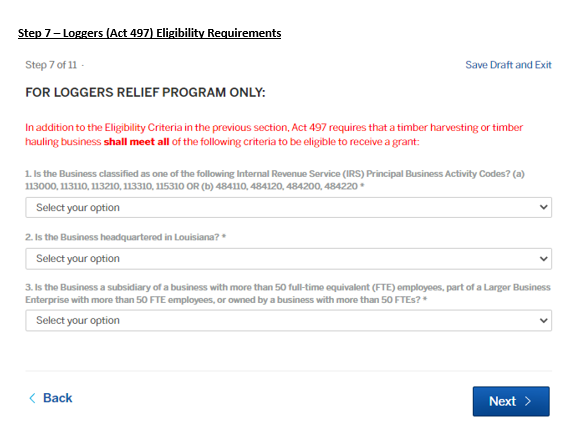 Step 7 – Loggers (Act 497) Eligibility Requirements
Step 7 of 11 -
Save Draft and Exit
FOR LOGGERS RELIEF PROGRAM ONLY:
In addition to the Eligibility Criteria in the previous section, Act 497 requires that a timber harvesting or timber
hauling business shall meet all of the following criteria to be eligible to receive a grant:
1. Is the Business classified as one of the following Internal Revenue Service (IRS) Principal Business Activity Codes? (a)
113000, 113110, 113210, 113310, 115310 OR (b) 484110, 484120, 484200, 484220 *
Select your option
2. Is the Business headquartered in Louisiana? *
Select your option
3. Is the Business a subsidiary of a business with more than 50 full-time equivalent (FTE) employees, part of a Larger Business
Enterprise with more than 50 FTE employees, or owned by a business with more than 50 FTEs? *
Select your option
Back
Next